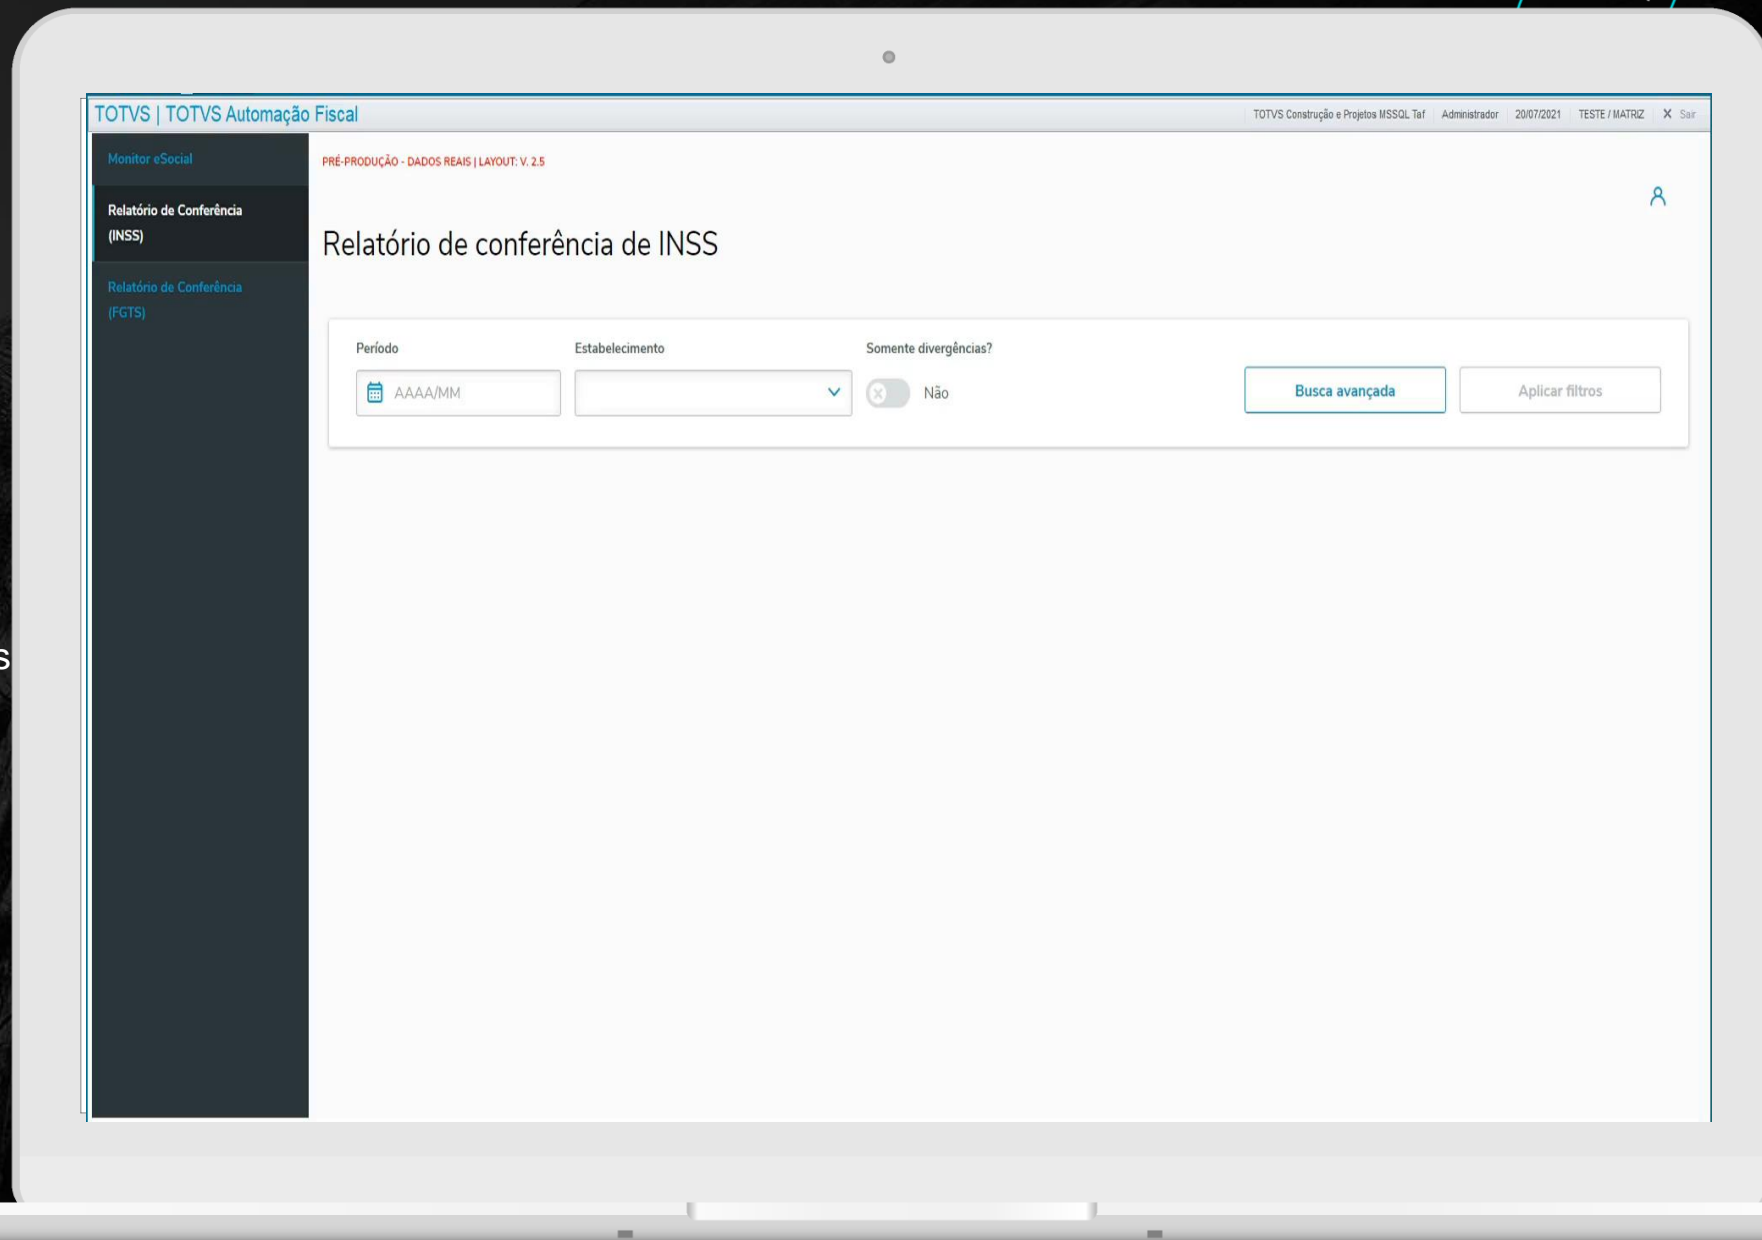 TOTVS | TOTVS Automação Fiscal
TOTVS Construção e Projetos MSSQL Taf Administrador 20/07/2021 TESTE / MATRIZ X Sair
Monitor eSocial
Relatório de Conferência
(INSS)
Relatório de Conferência
(FGTS)
PRÉ-PRODUÇÃO - DADOS REAIS | LAYOUT: V. 2.5
Relatório de conferência de INSS
Período Estabelecimento Somente divergências?
AAAA/MM Não Busca avançada Aplicar filtros
s